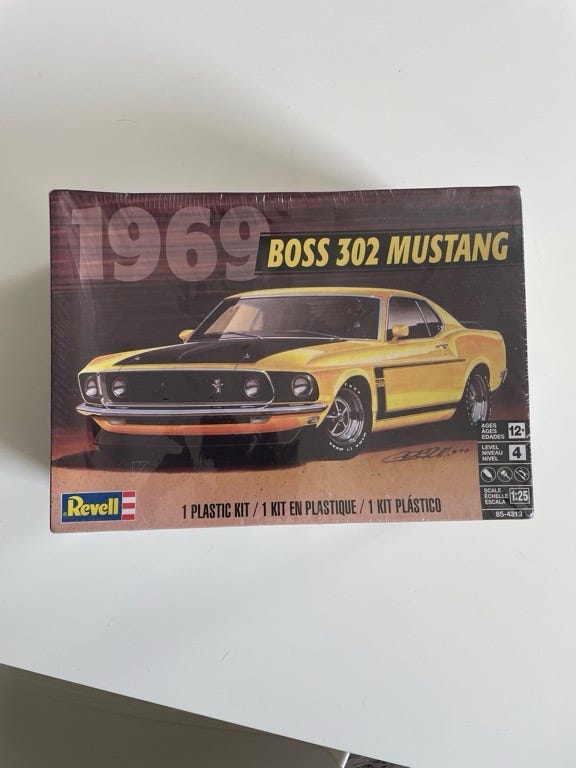 1969
BOSS 302 MUSTANG
AGES
ÂGES
EDADES
12+
LEVEL
NIVEAU
NIVEL
4
SCALE
ÉCHELLE
ESCALA
1:25
85-4313
Revell
1 PLASTIC KIT / 1 KIT EN PLASTIQUE / 1 KIT PLÁSTICO